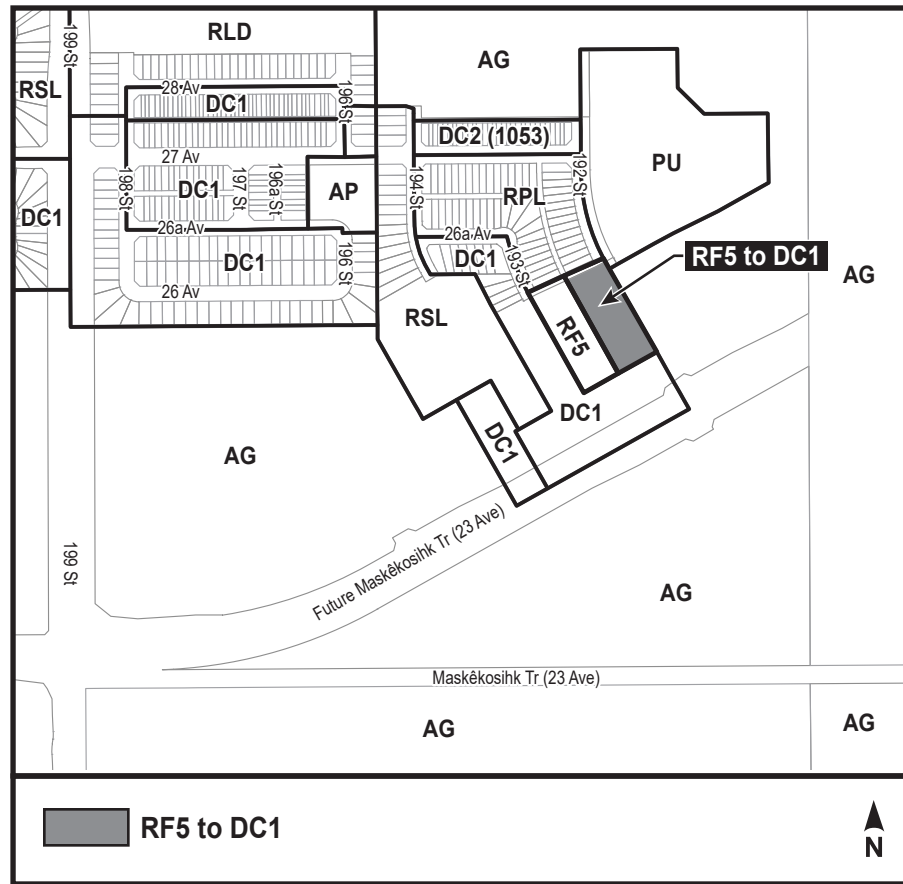 RLD
199 St
AG
RSL
28 Av
196 St
DC1
DC2 (1053)
27 Av
192 St
PU
198 St
DC1
197 St
196a St
AP
194 St
RPL
DC1
26a Av
26a Av
DC1
196 St
DC1
193 St
RF5 to DC1
AG
26 Av
RSL
RF5
DC1
DC1
AG
199 St
Future Maskêkosihk Tr (23 Ave)
AG
Maskêkosihk Tr (23 Ave)
AG
AG
RF5 to DC1
N